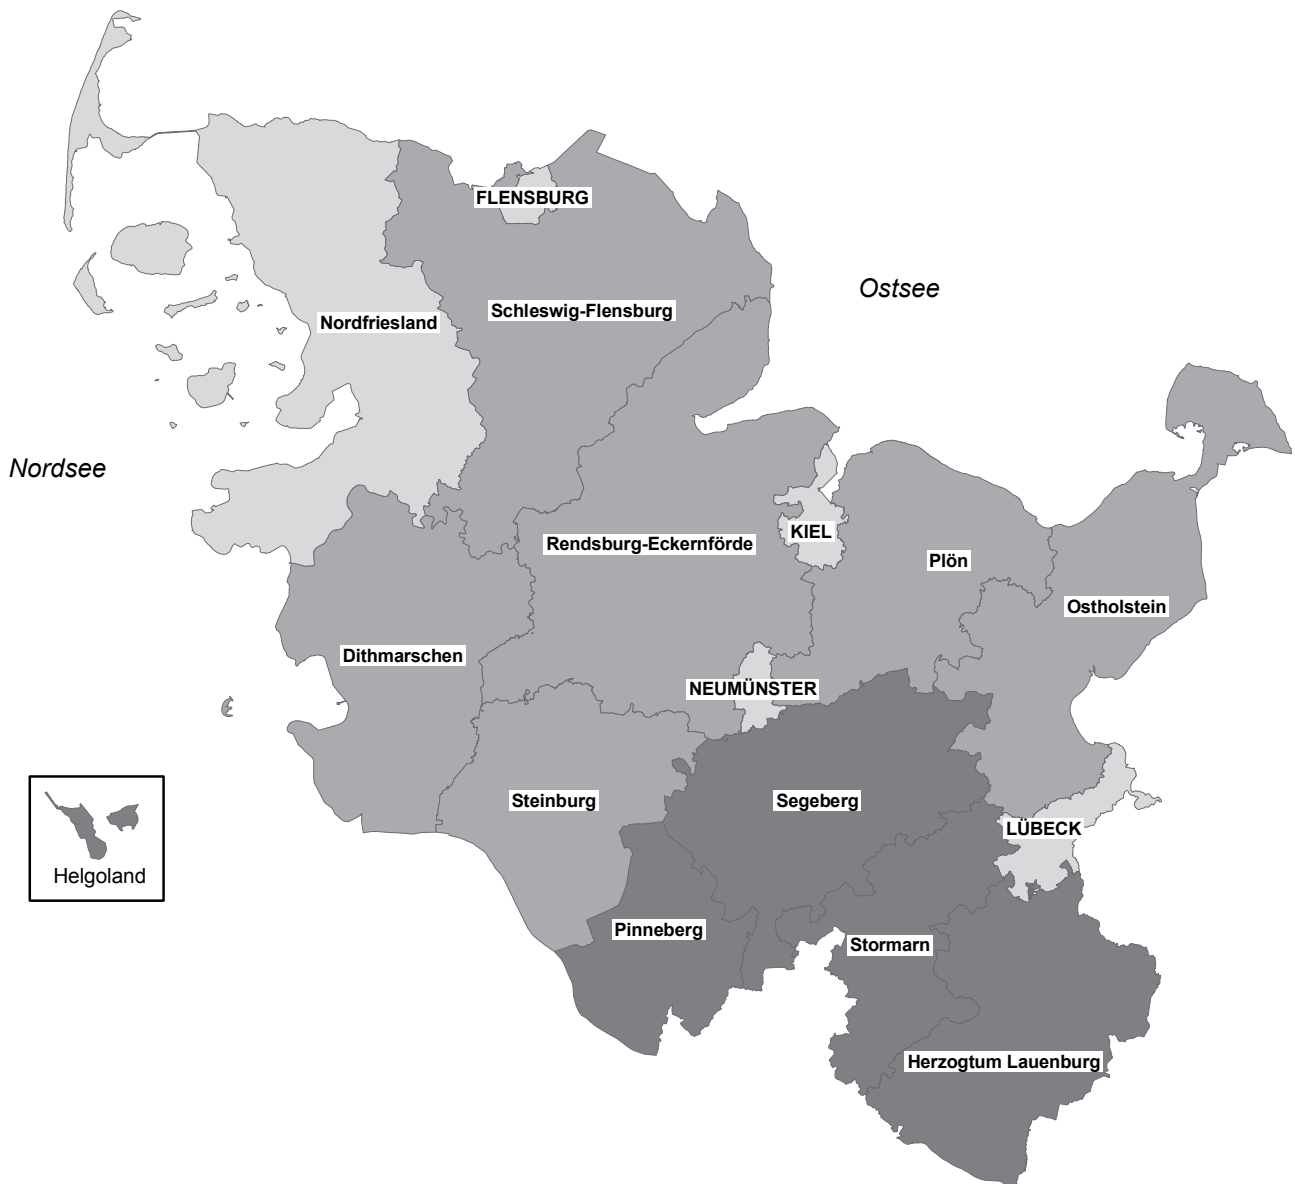 FLENSBURG
Ostsee
Schleswig-Flensburg
Nordfriesland
Nordsee
KIEL
Rendsburg-Eckernförde
Plön
Ostholstein
Dithmarschen
NEUMÜNSTER
Steinburg
Segeberg
LÜBECK
Helgoland
Pinneberg
Stormarn
Herzogtum Lauenburg